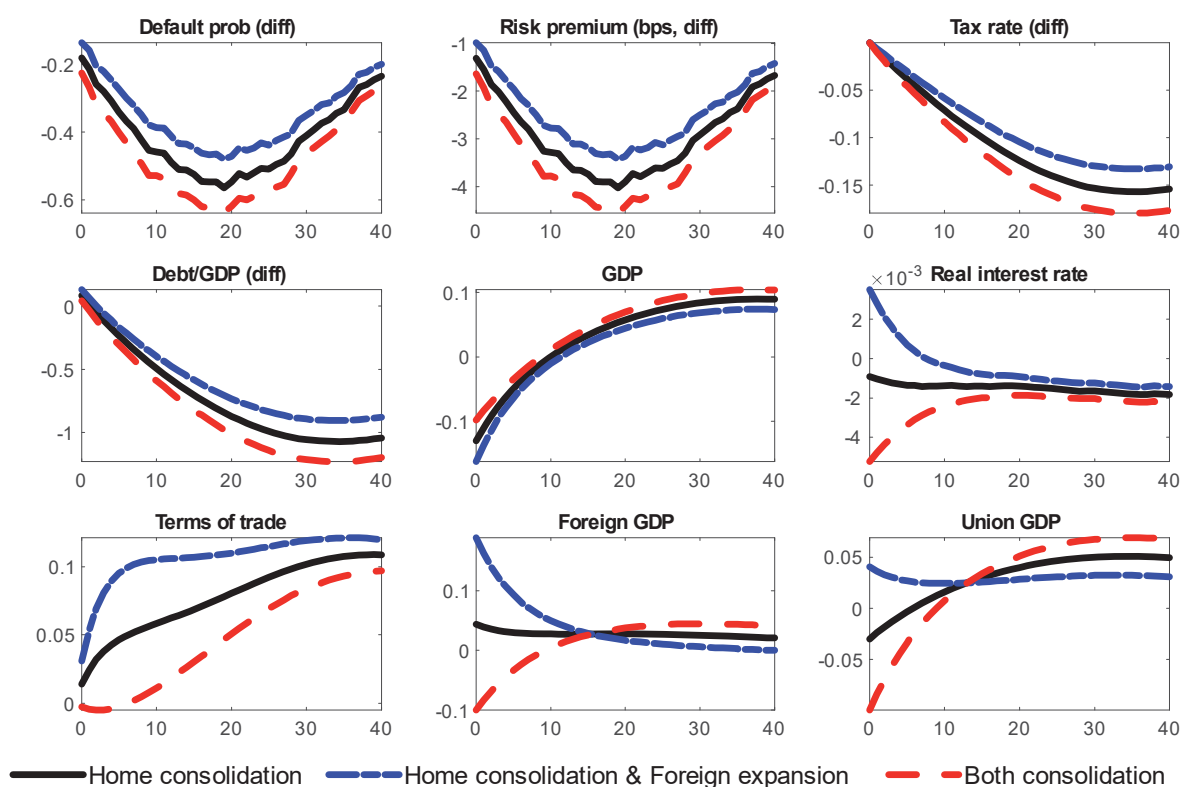 Default prob (diff) Risk premium (bps, diff) Tax rate (diff)
-0.2 -1 -0.05
-0.4 -2 -0.1
-0.6 -3 -0.15
-4
0 10 20 30 40 0 10 20 30 40 0 10 20 30 40
Debt/GDP (diff) GDP ×10⁻³ Real interest rate
0 0.1 2
-0.5 0 0
-1 -0.1 -2
-4
0 10 20 30 40 0 10 20 30 40 0 10 20 30 40
Terms of trade Foreign GDP Union GDP
0.1 0.1 0.05
0.05 0 0
0 -0.1 -0.05
0 10 20 30 40 0 10 20 30 40 0 10 20 30 40
Home consolidation Home consolidation & Foreign expansion Both consolidation